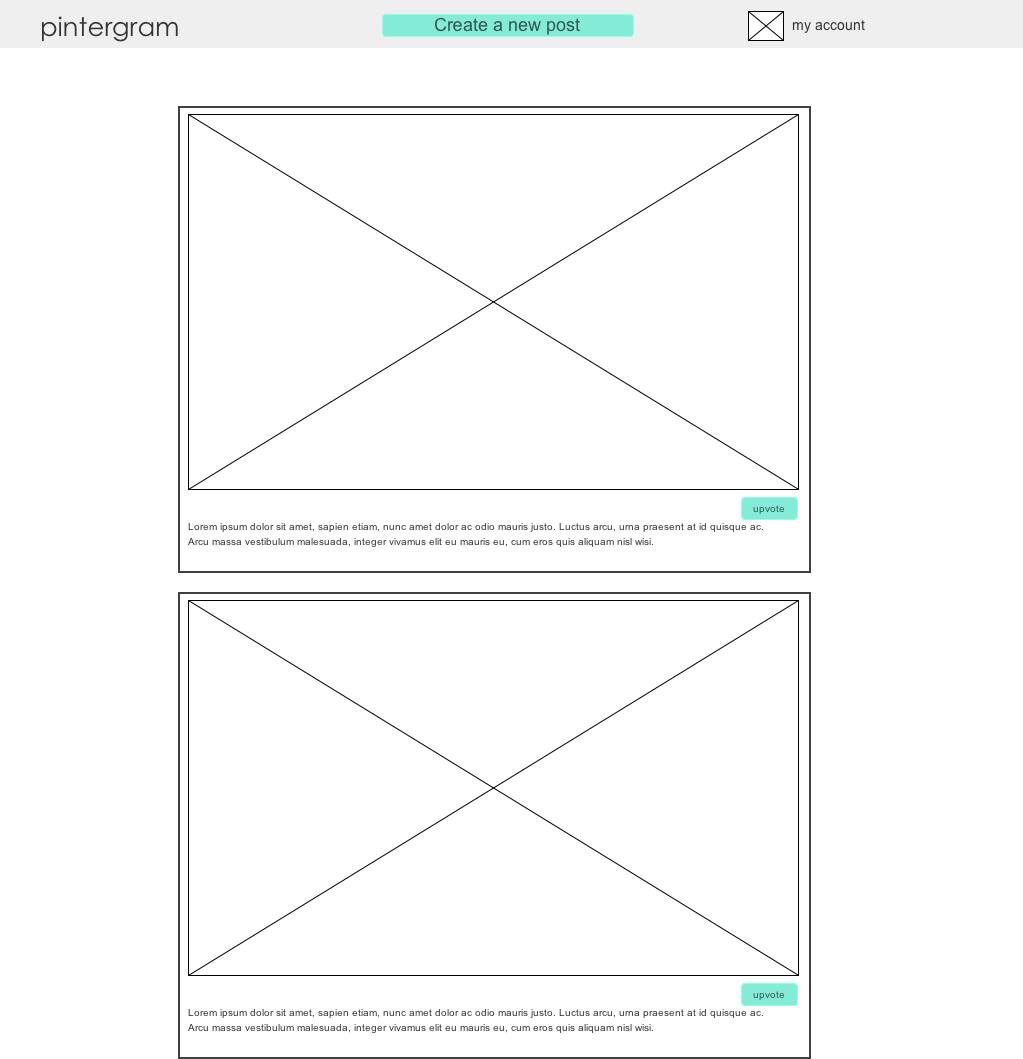 pintergram
Create a new post
my account
upvote
Lorem ipsum dolor sit amet, sapien etiam, nunc amet dolor ac odio mauris justo. Luctus arcu, urna praesent at id quisque ac.
Arcu massa vestibulum malesuada, integer vivamus elit eu mauris eu, cum eros quis aliquam nisl wisi.
upvote
Lorem ipsum dolor sit amet, sapien etiam, nunc amet dolor ac odio mauris justo. Luctus arcu, urna praesent at id quisque ac.
Arcu massa vestibulum malesuada, integer vivamus elit eu mauris eu, cum eros quis aliquam nisl wisi.